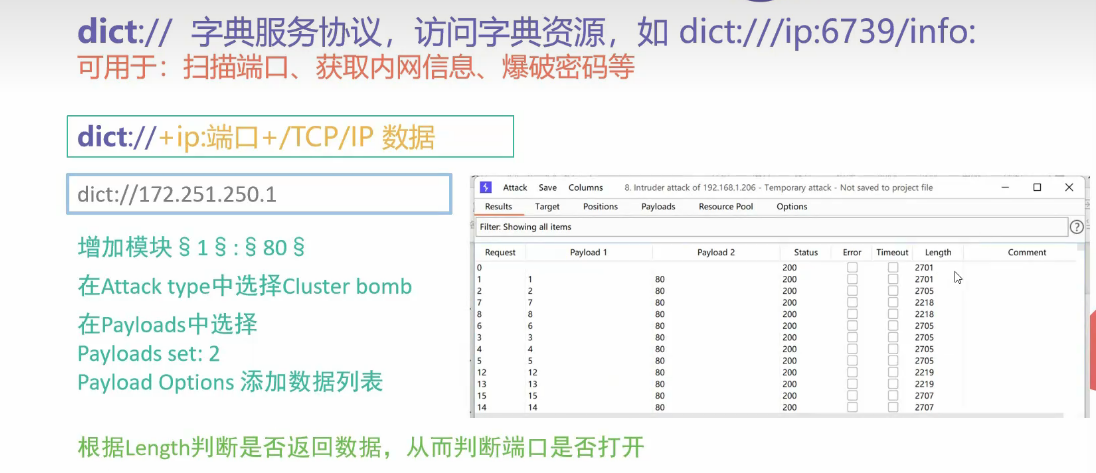 dict:// 字典服务协议，访问字典资源，如 dict:///ip:6739/info:
可用于：扫描端口、获取内网信息、爆破密码等
dict://+ip:端口+/TCP/IP 数据
dict://172.251.250.1
增加模块§1§:§80§
在Attack type中选择Cluster bomb
在Payloads中选择
Payloads set: 2
Payload Options 添加数据列表
Attack Save Columns 8. Intruder attack of 192.168.1.206 - Temporary attack - Not saved to project file
Results Target Positions Payloads Resource Pool Options
Filter: Showing all items
Request Payload 1 Payload 2 Status Error Timeout Length Comment
0 200 2701
1 1 80 200 2701
2 2 80 200 2705
7 7 80 200 2218
8 8 80 200 2218
6 6 80 200 2705
3 3 80 200 2705
4 4 80 200 2705
5 5 80 200 2705
12 12 80 200 2219
13 13 80 200 2219
15 15 80 200 2707
14 14 80 200 2707
根据Length判断是否返回数据，从而判断端口是否打开